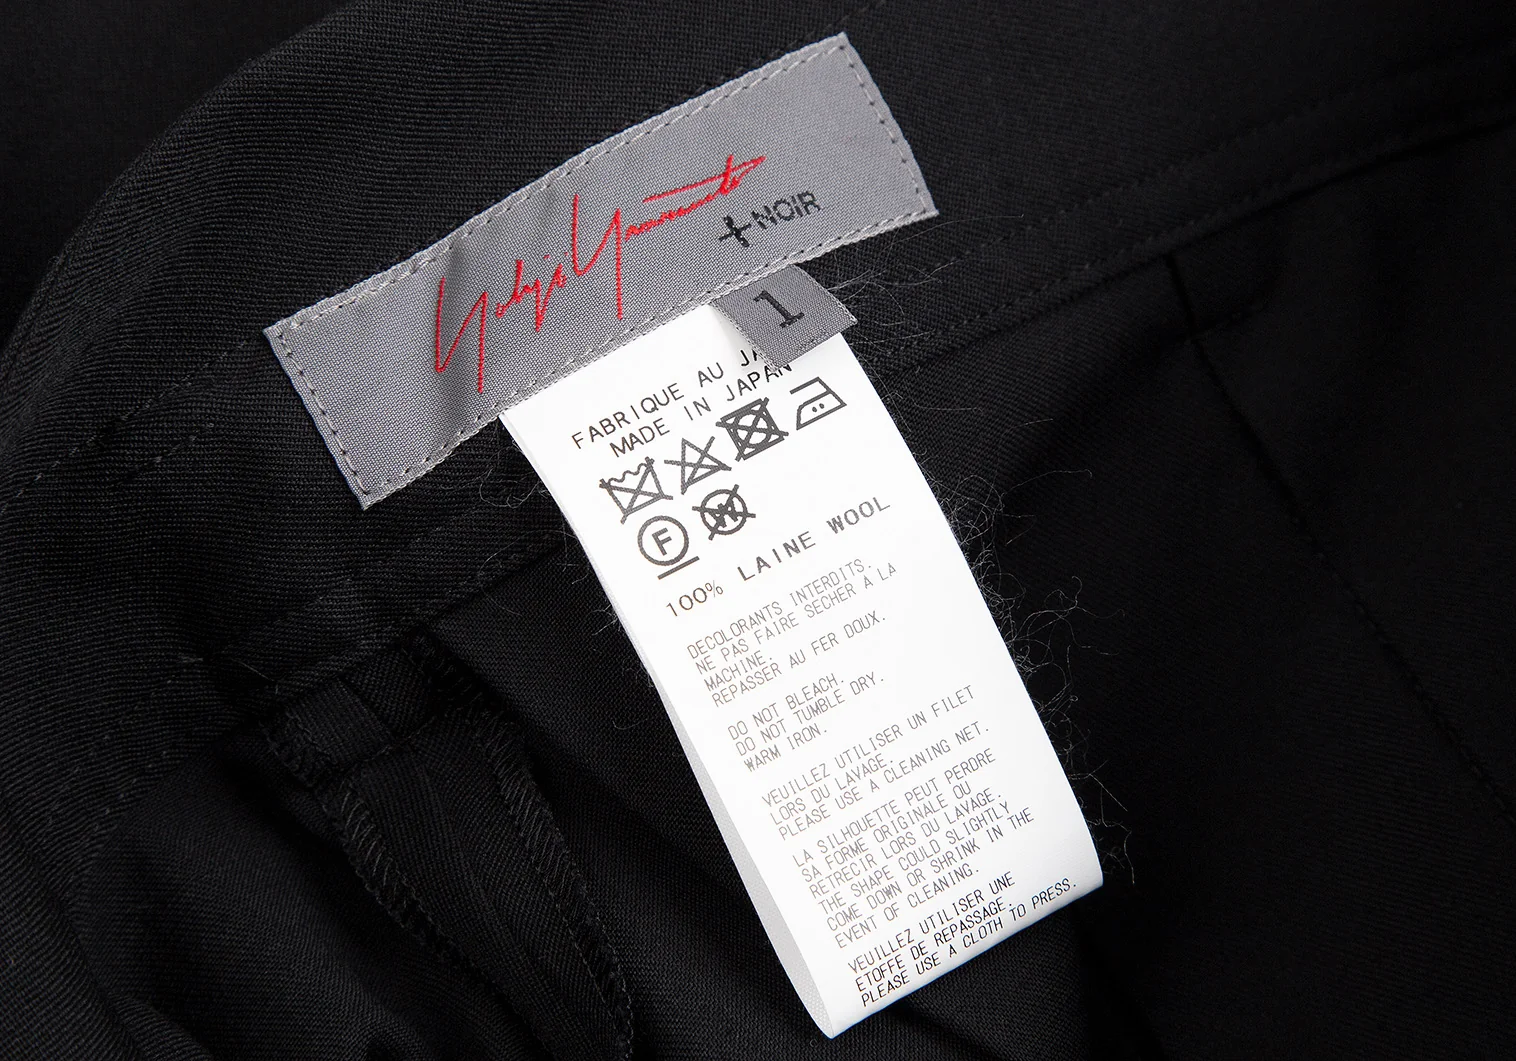 Yohji Yamamoto
+NOIR
1
FABRIQUE AU
MADE IN JAPAN
F
W
100% LAINE WOOL
DECOLORANTS INTERDITS.
NE PAS FAIRE SECHER A LA
MACHINE.
REPASSER AU FER DOUX.
DO NOT BLEACH.
DO NOT TUMBLE DRY.
WARM IRON.
VEUILLEZ UTILISER UN FILET
LORS DU LAVAGE.
PLEASE USE A CLEANING NET.
LA SILHOUETTE PEUT PERDRE
SA FORME ORIGINALE OU
RETRECIR LORS DU LAVAGE.
THE SHAPE COULD SLIGHTLY
COME DOWN OR SHRINK IN THE
EVENT OF CLEANING.
VEUILLEZ UTILISER UNE
ETOFFE DE REPASSAGE.
PLEASE USE A CLOTH TO PRESS.